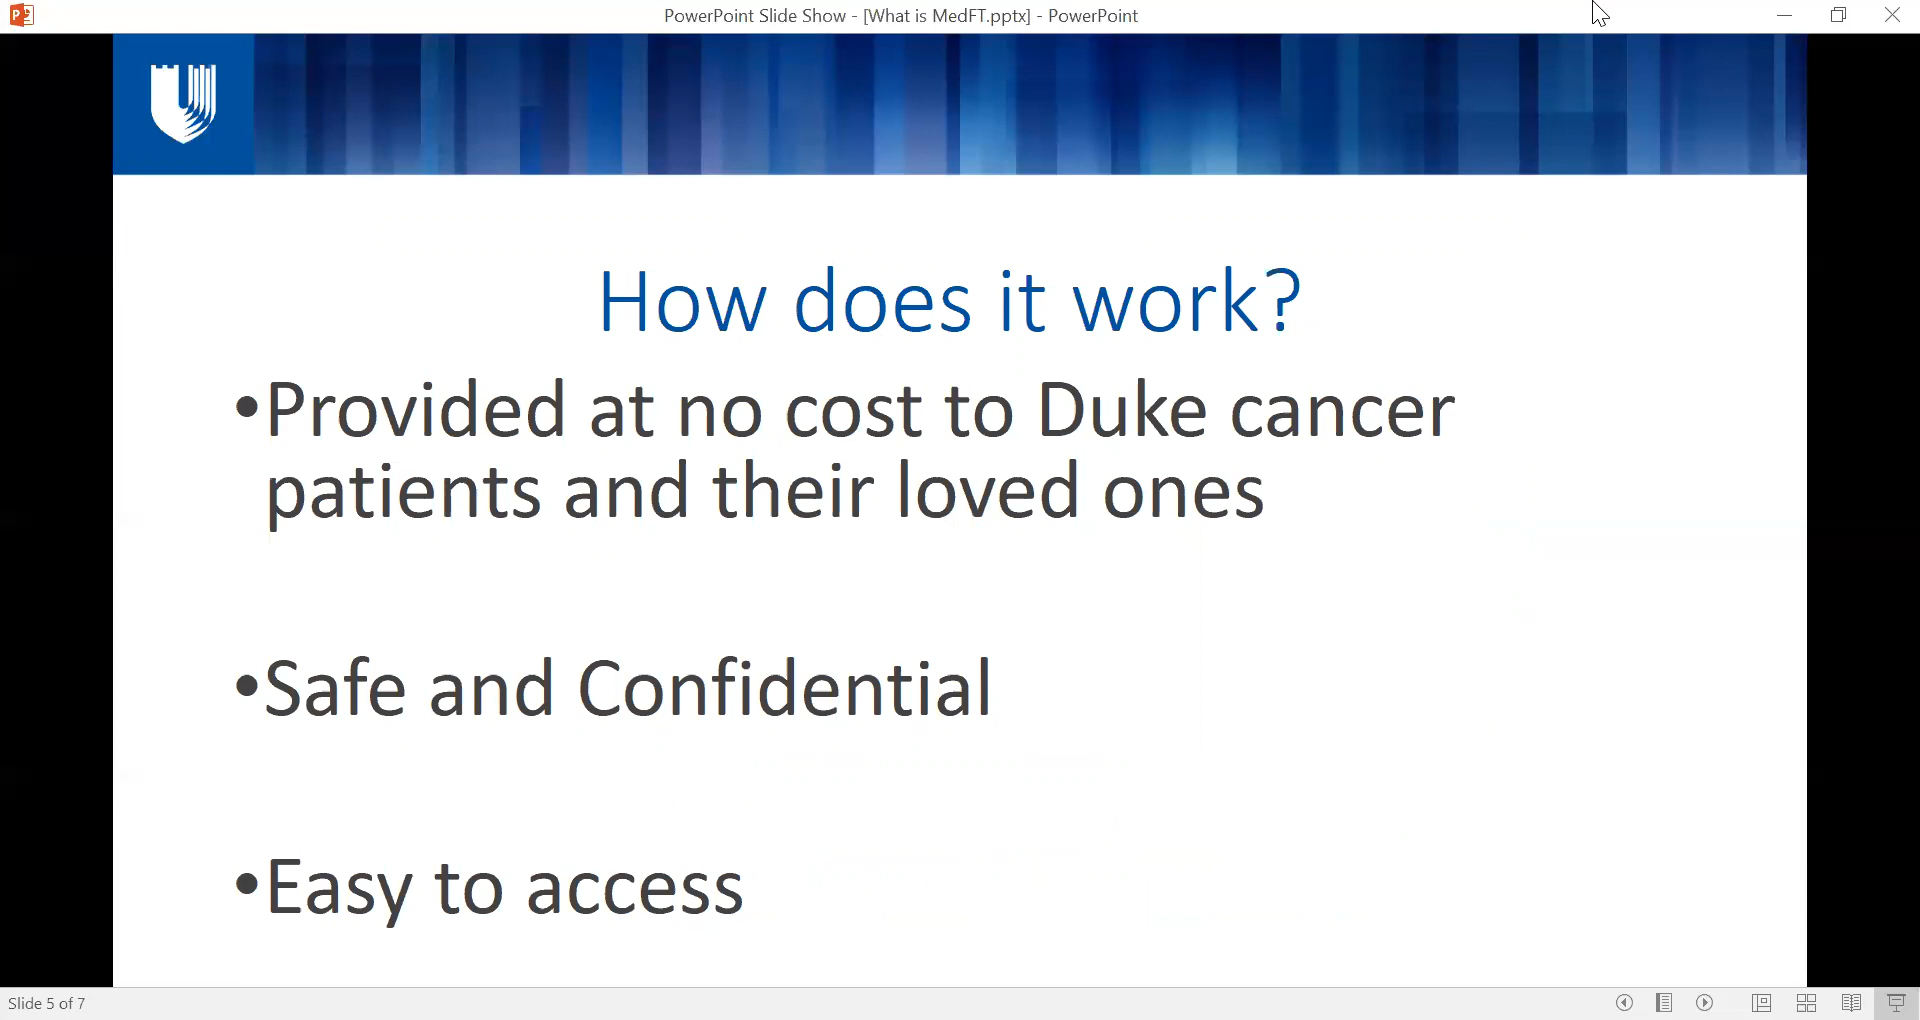 PowerPoint Slide Show - [What is MedFT.pptx] - PowerPoint
How does it work?
•Provided at no cost to Duke cancer
patients and their loved ones
•Safe and Confidential
•Easy to access
Slide 5 of 7